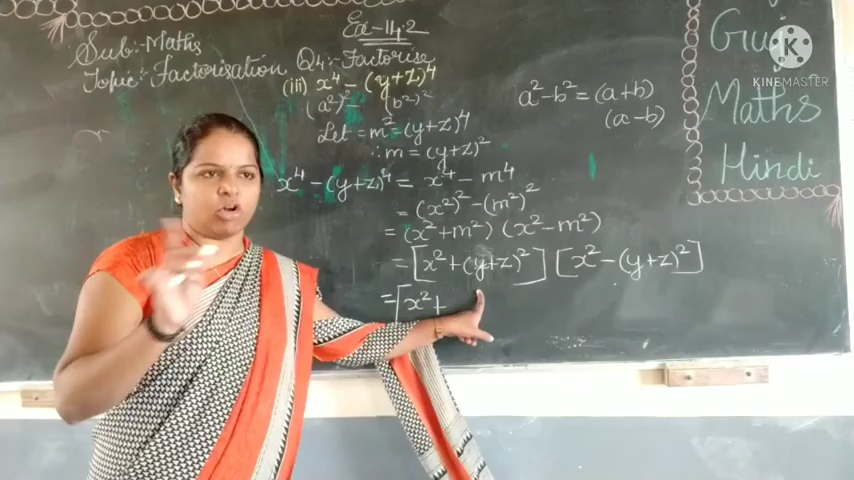 Ex-14.2
Sub:-Maths
Topic:-Factorisation
Q4:-Factorise
(iii) x⁴ - (y+z)⁴
(a²)² - (b²)²
Let = m² = (y+z)⁴
∴ m = (y+z)²
x⁴ - (y+z)⁴ = x⁴ - m⁴
= (x²)² - (m²)²
= (x²+m²) (x²-m²)
= [x² + (y+z)²] [x² - (y+z)²]
= [x² +
a² - b² = (a+b)
(a-b)
Maths
Hindi
KINEMASTER